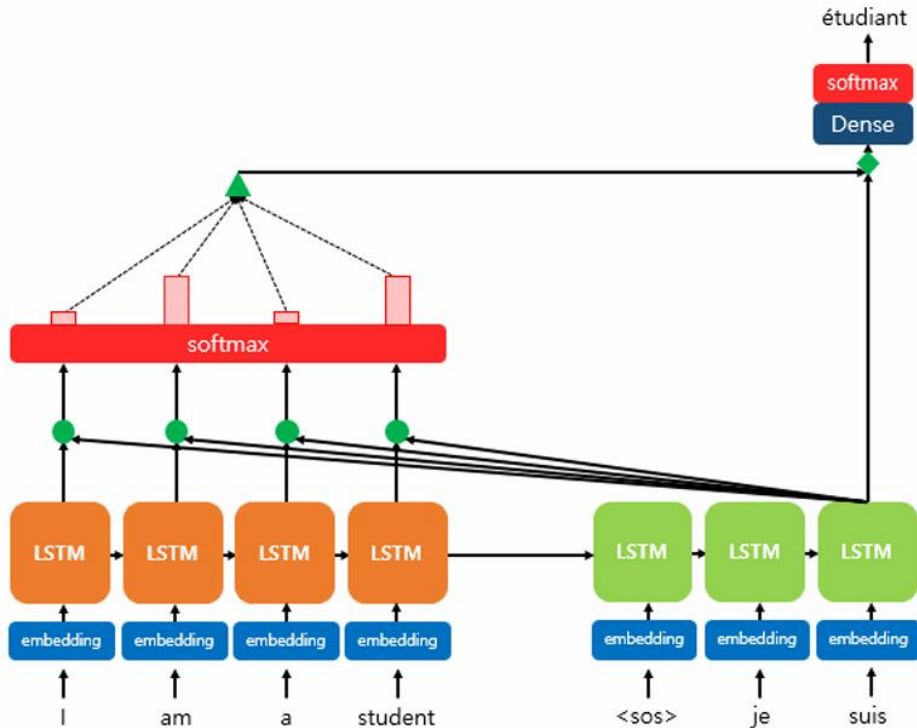 étudiant
softmax
Dense
softmax
LSTM LSTM LSTM LSTM LSTM LSTM LSTM
embedding embedding embedding embedding embedding embedding embedding
I am a student <sos> je suis